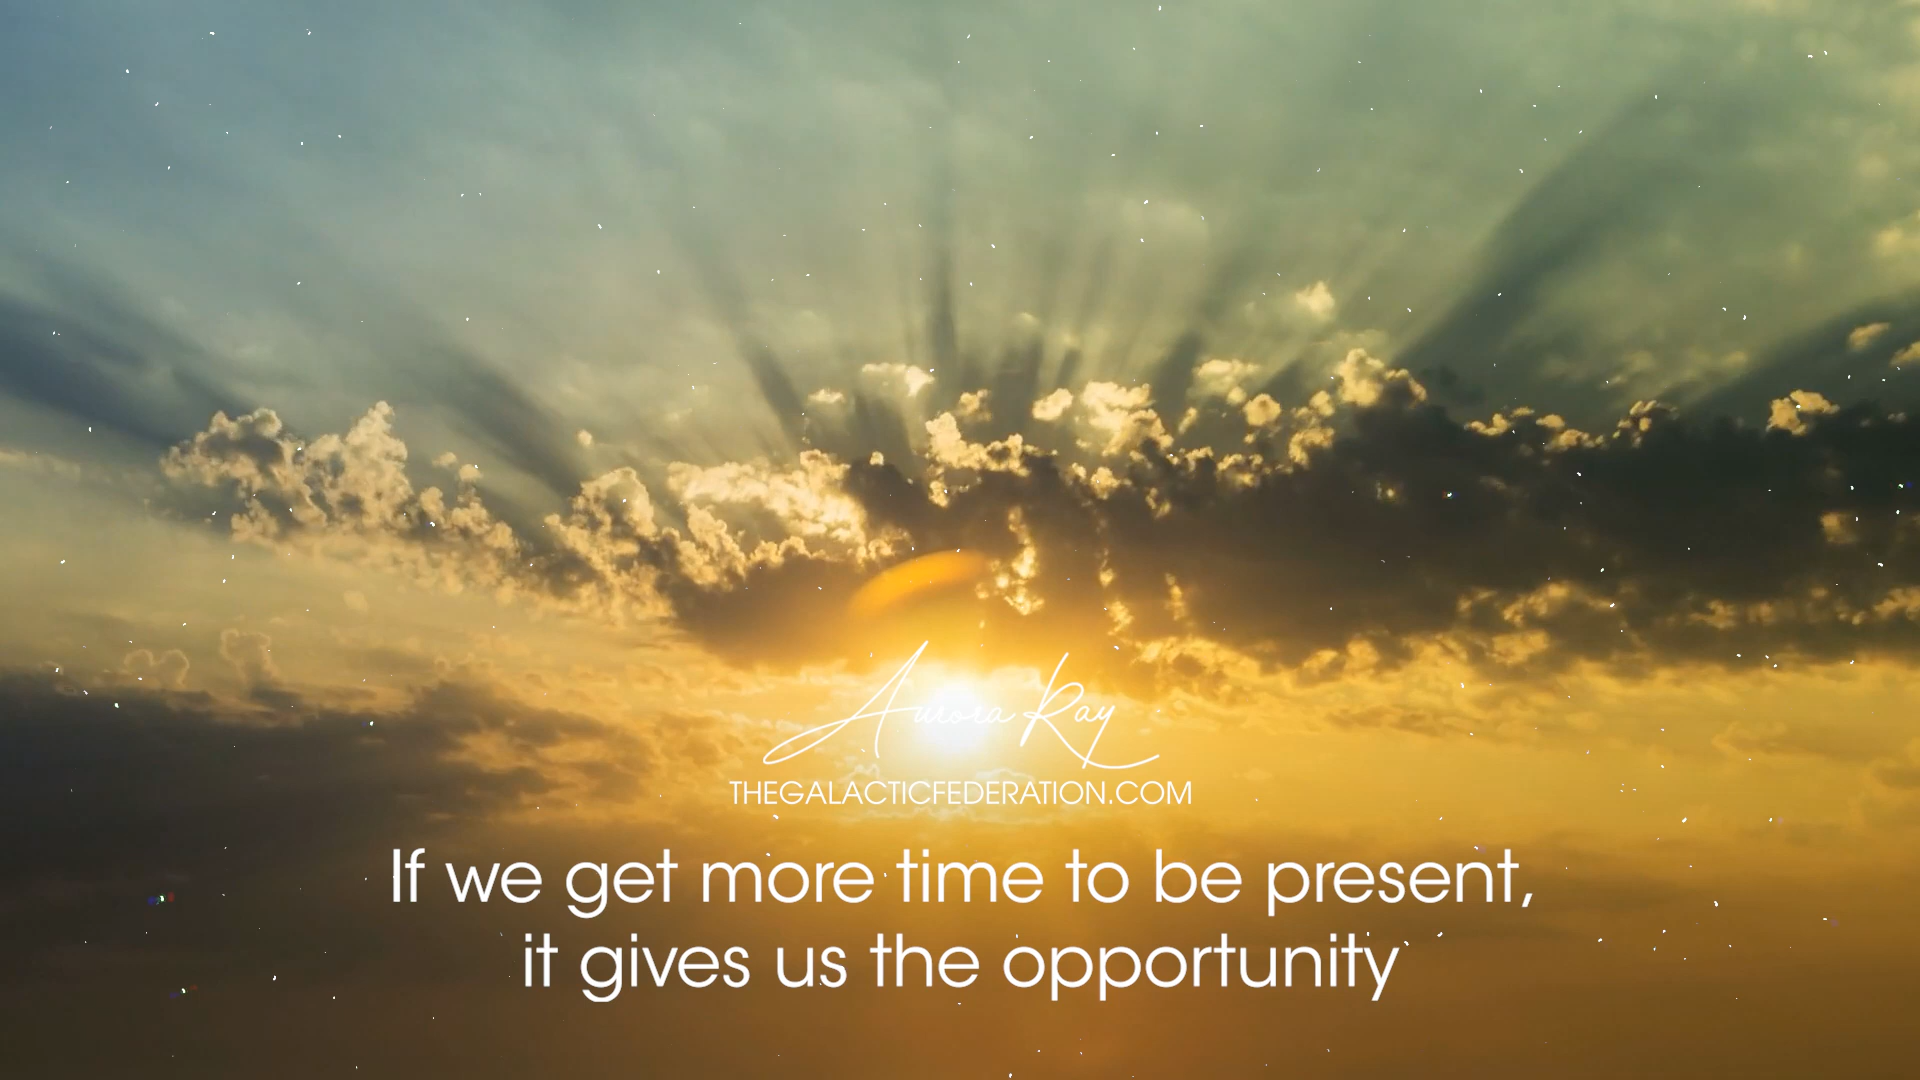 Aurora Ray
THEGALACTICFEDERATION.COM
If we get more time to be present,
it gives us the opportunity